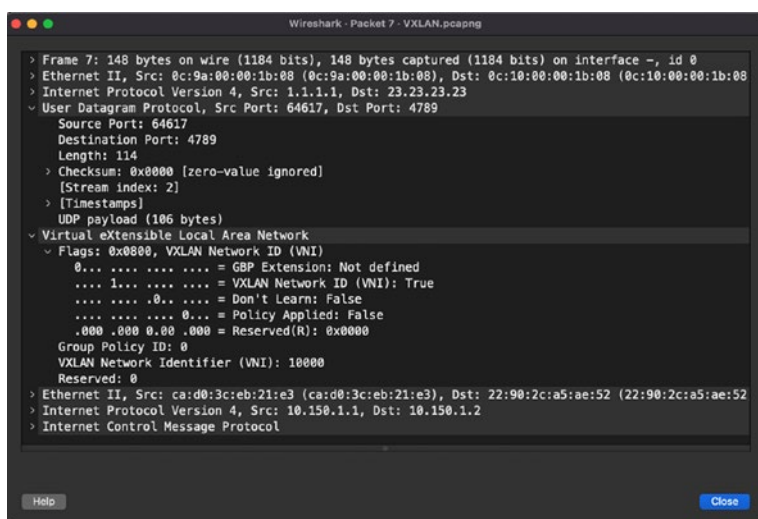 Wireshark · Packet 7 · VXLAN.pcapng
> Frame 7: 148 bytes on wire (1184 bits), 148 bytes captured (1184 bits) on interface -, id 0
> Ethernet II, Src: 0c:9a:00:00:1b:08 (0c:9a:00:00:1b:08), Dst: 0c:10:00:00:1b:08 (0c:10:00:00:1b:08
> Internet Protocol Version 4, Src: 1.1.1.1, Dst: 23.23.23.23
User Datagram Protocol, Src Port: 64617, Dst Port: 4789
Source Port: 64617
Destination Port: 4789
Length: 114
> Checksum: 0x0000 [zero-value ignored]
[Stream index: 2]
> [Timestamps]
UDP payload (106 bytes)
Virtual eXtensible Local Area Network
Flags: 0x0800, VXLAN Network ID (VNI)
0... .... .... .... = GBP Extension: Not defined
.... 1... .... .... = VXLAN Network ID (VNI): True
.... .... .0.. .... = Don't Learn: False
.... .... .... 0... = Policy Applied: False
.000 .000 0.00 .000 = Reserved(R): 0x0000
Group Policy ID: 0
VXLAN Network Identifier (VNI): 10000
Reserved: 0
> Ethernet II, Src: ca:d0:3c:eb:21:e3 (ca:d0:3c:eb:21:e3), Dst: 22:90:2c:a5:ae:52 (22:90:2c:a5:ae:52
> Internet Protocol Version 4, Src: 10.150.1.1, Dst: 10.150.1.2
> Internet Control Message Protocol
Help
Close